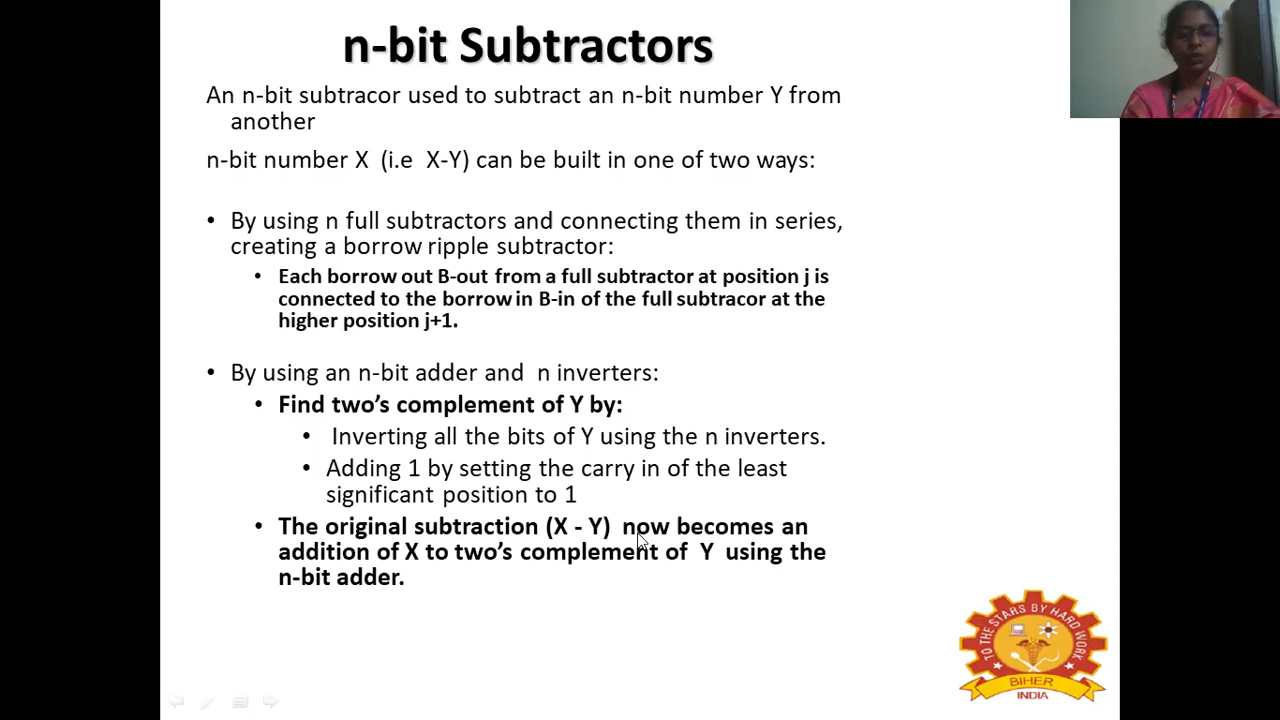 n-bit Subtractors
An n-bit subtracor used to subtract an n-bit number Y from
another
n-bit number X (i.e X-Y) can be built in one of two ways:
• By using n full subtractors and connecting them in series,
creating a borrow ripple subtractor:
• Each borrow out B-out from a full subtractor at position j is
connected to the borrow in B-in of the full subtracor at the
higher position j+1.
• By using an n-bit adder and n inverters:
• Find two’s complement of Y by:
• Inverting all the bits of Y using the n inverters.
• Adding 1 by setting the carry in of the least
significant position to 1
• The original subtraction (X - Y) now becomes an
addition of X to two’s complement of Y using the
n-bit adder.
TO THE STARS BY HARD WORK
BIHER
INDIA